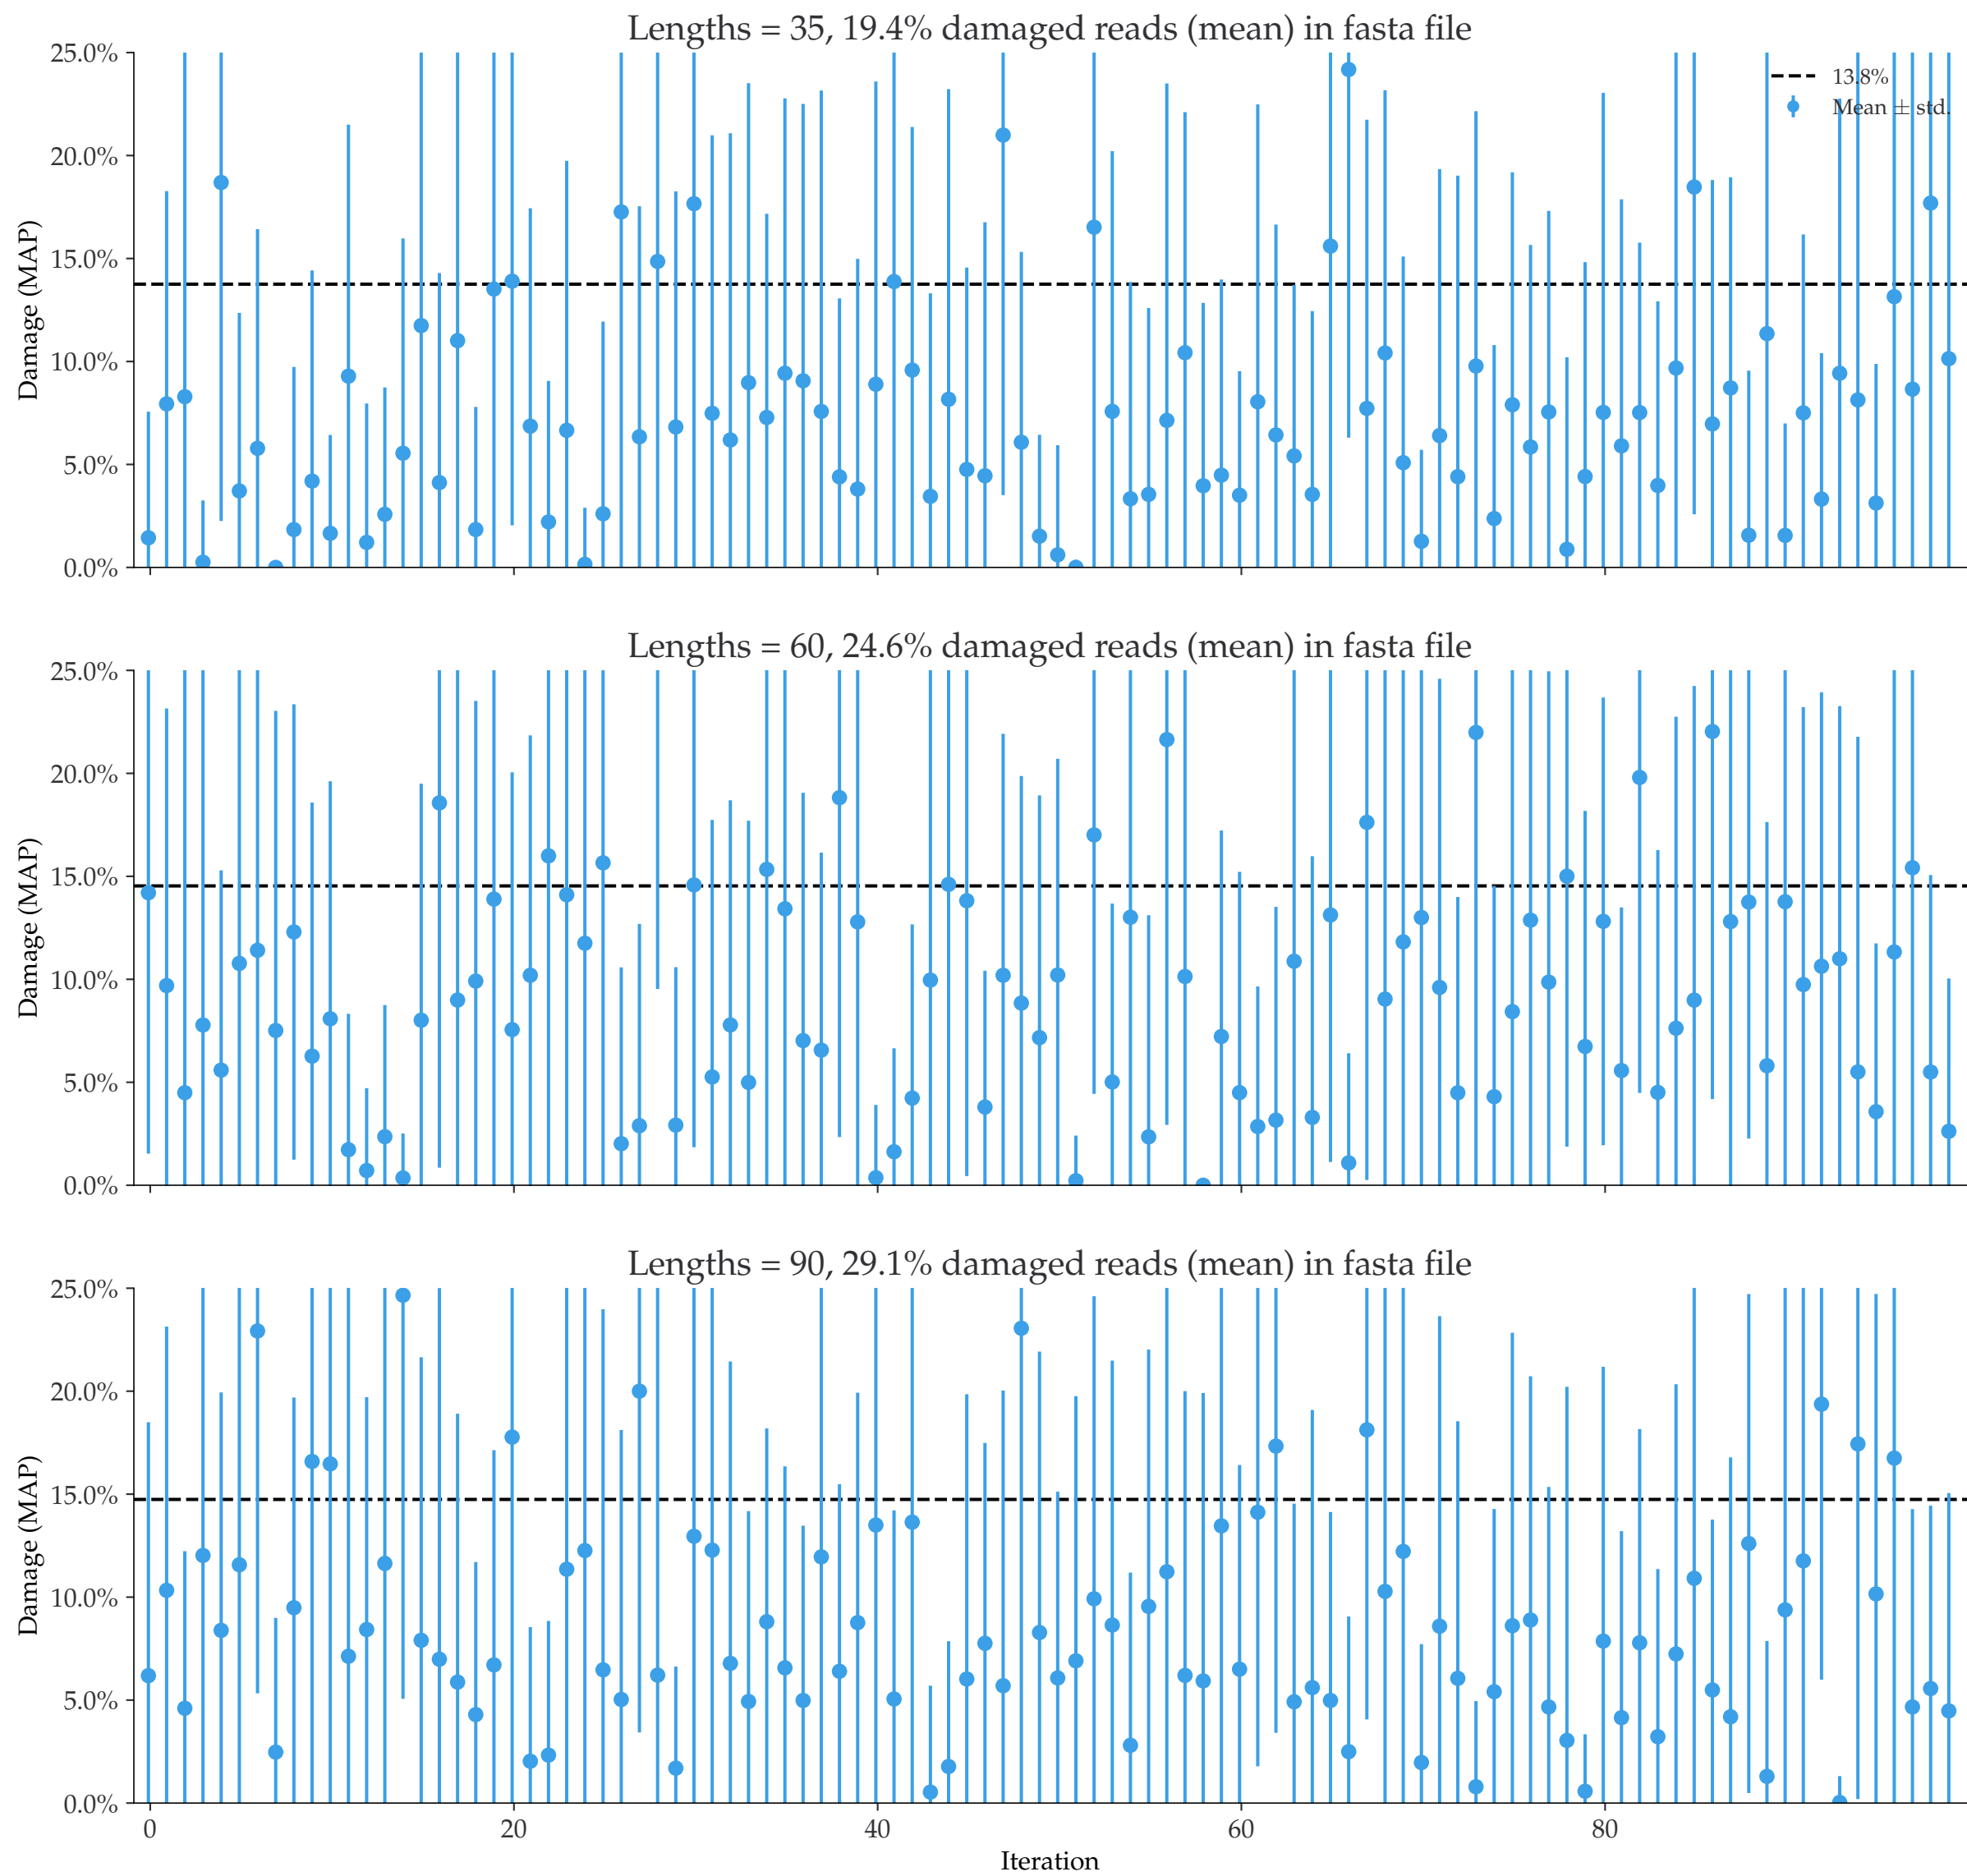 Lengths = 35, 19.4% damaged reads (mean) in fasta file
25.0%
20.0%
15.0%
10.0%
5.0%
0.0%
Damage (MAP)
13.8%
Mean ± std.
Lengths = 60, 24.6% damaged reads (mean) in fasta file
25.0%
20.0%
15.0%
10.0%
5.0%
0.0%
Damage (MAP)
Lengths = 90, 29.1% damaged reads (mean) in fasta file
25.0%
20.0%
15.0%
10.0%
5.0%
0.0%
Damage (MAP)
0 20 40 60 80
Iteration